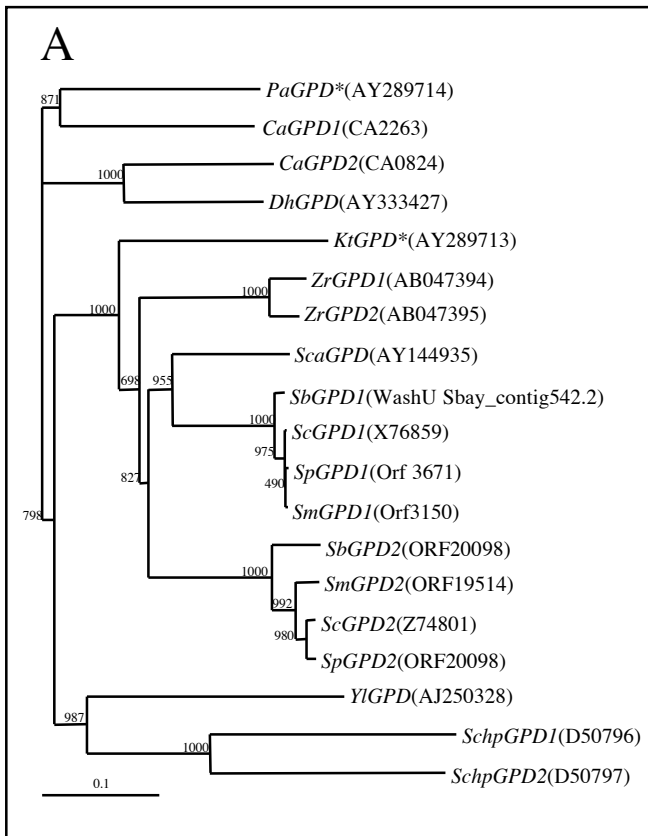 A
871
PaGPD*(AY289714)
CaGPD1(CA2263)
CaGPD2(CA0824)
1000
DhGPD(AY333427)
KtGPD*(AY289713)
ZrGPD1(AB047394)
1000
1000
ZrGPD2(AB047395)
ScaGPD(AY144935)
698
955
SbGPD1(WashU Sbay_contig542.2)
1000
ScGPD1(X76859)
975
SpGPD1(Orf 3671)
827
490
SmGPD1(Orf3150)
798
SbGPD2(ORF20098)
1000
SmGPD2(ORF19514)
992
ScGPD2(Z74801)
980
SpGPD2(ORF20098)
YlGPD(AJ250328)
987
SchpGPD1(D50796)
1000
SchpGPD2(D50797)
0.1